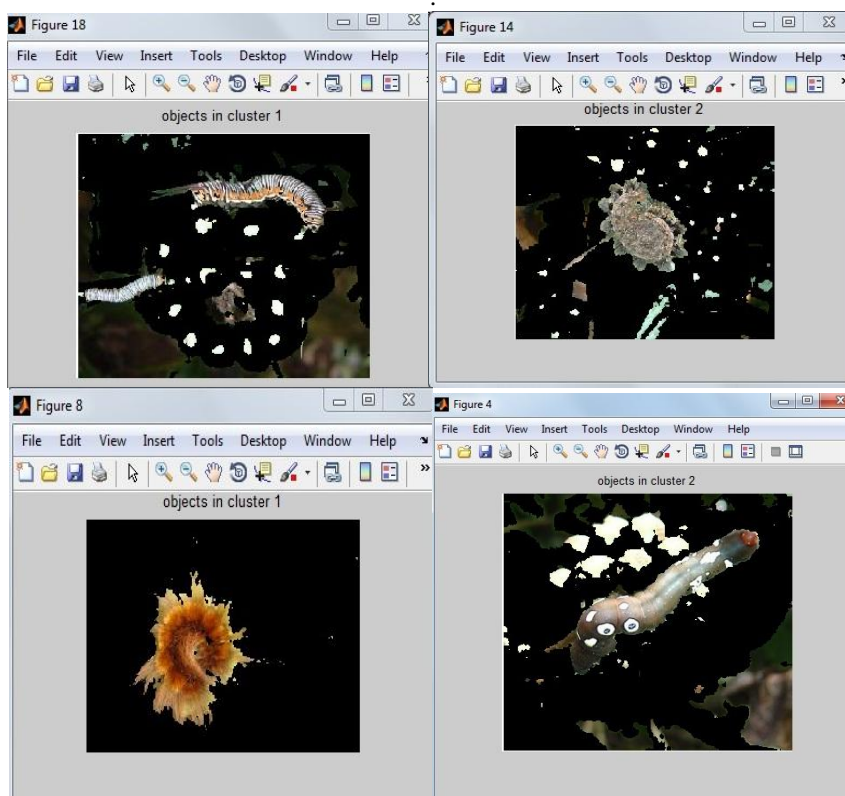 Figure 18
File Edit View Insert Tools Desktop Window Help
objects in cluster 1
Figure 14
File Edit View Insert Tools Desktop Window Help
objects in cluster 2
Figure 8
File Edit View Insert Tools Desktop Window Help
objects in cluster 1
Figure 4
File Edit View Insert Tools Desktop Window Help
objects in cluster 2